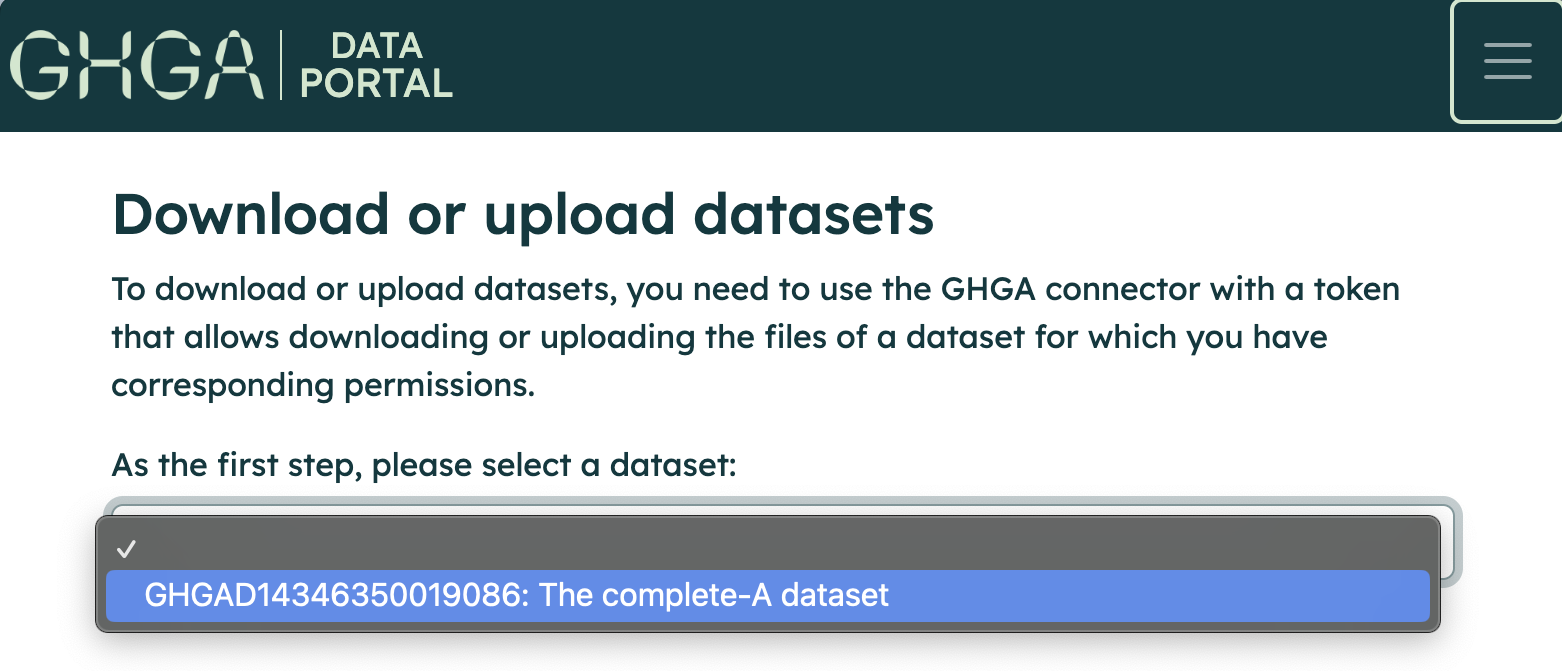 GHGA
DATA
PORTAL
Download or upload datasets
To download or upload datasets, you need to use the GHGA connector with a token
that allows downloading or uploading the files of a dataset for which you have
corresponding permissions.
As the first step, please select a dataset:
GHGAD14346350019086: The complete-A dataset